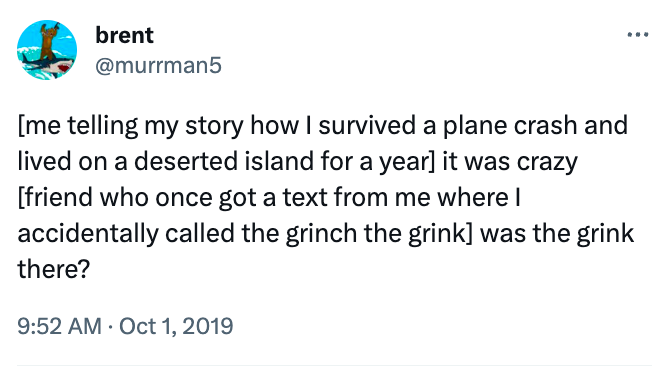 brent
@murrman5
[me telling my story how I survived a plane crash and
lived on a deserted island for a year] it was crazy
[friend who once got a text from me where I
accidentally called the grinch the grink] was the grink
there?
9:52 AM · Oct 1, 2019